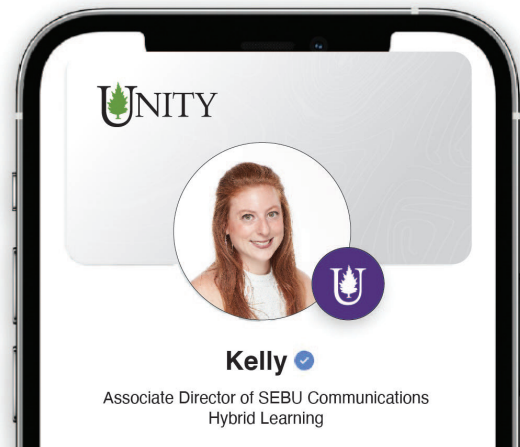 UNITY
U
Kelly
Associate Director of SEBU Communications
Hybrid Learning